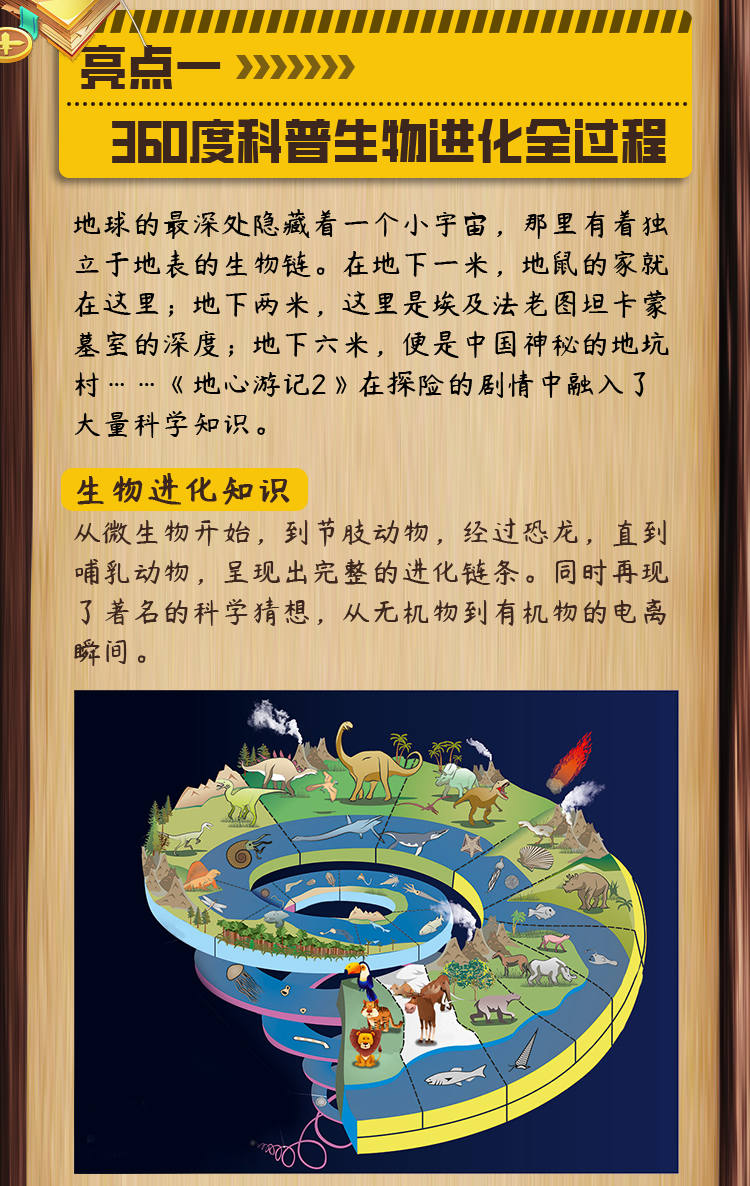 亮点一
360度科普生物进化全过程
地球的最深处隐藏着一个小宇宙，那里有着独
立于地表的生物链。在地下一米，地鼠的家就
在这里；地下两米，这里是埃及法老图坦卡蒙
墓室的深度；地下六米，便是中国神秘的地坑
村……《地心游记2》在探险的剧情中融入了
大量科学知识。
生物进化知识
从微生物开始，到节肢动物，经过恐龙，直到
哺乳动物，呈现出完整的进化链条。同时再现
了著名的科学猜想，从无机物到有机物的电离
瞬间。